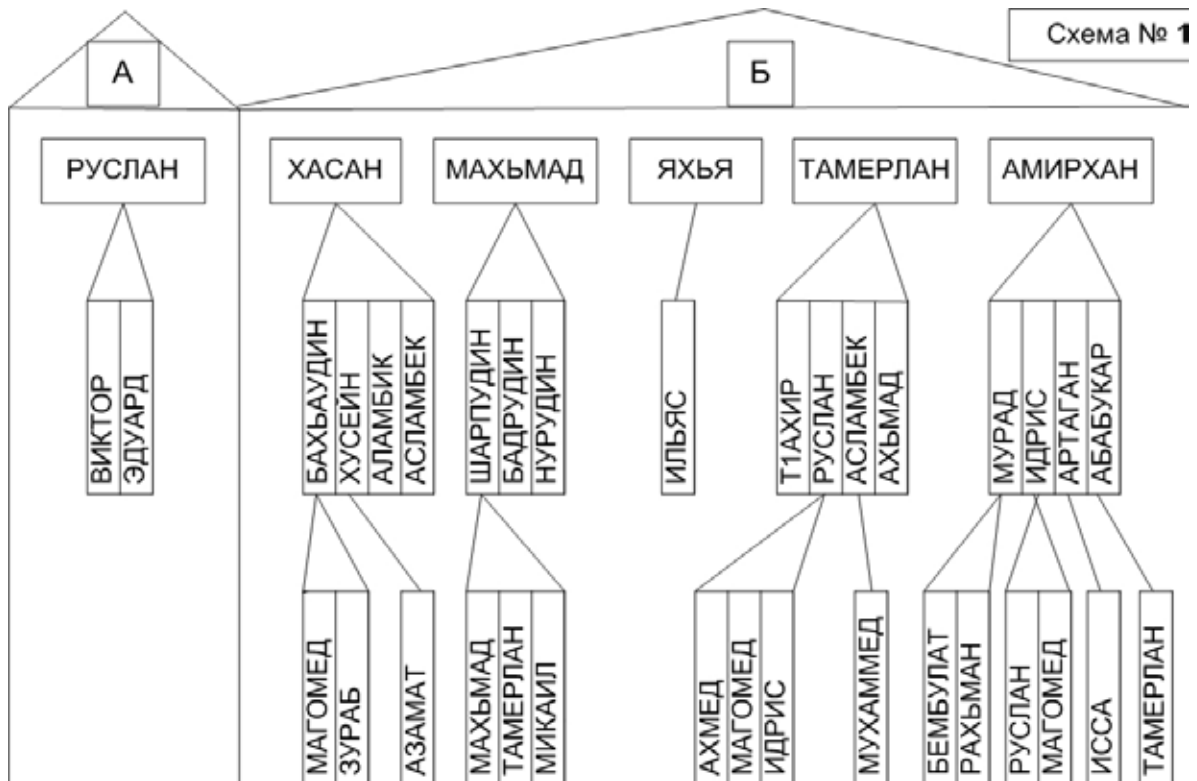 Схема № 1
А
Б
РУСЛАН
ХАСАН
МАХЬМАД
ЯХЬЯ
ТАМЕРЛАН
АМИРХАН
ВИКТОР
ЭДУАРД
БАХЬАУДИН
ХУСЕЙН
АЛАМБИК
АСЛАМБЕК
ШАРПУДИН
БАДРУДИН
НУРУДИН
ИЛЬЯС
Т1АХИР
РУСЛАН
АСЛАМБЕК
АХЬМАД
МУРАД
ИДРИС
АРТАГАН
АБАБУКАР
МАГОМЕД
ЗУРАБ
АЗАМАТ
МАХЬМАД
ТАМЕРЛАН
МИКАИЛ
АХМЕД
МАГОМЕД
ИДРИС
МУХАММЕД
БЕМБУЛАТ
РАХЬМАН
РУСЛАН
МАГОМЕД
ИССА
ТАМЕРЛАН